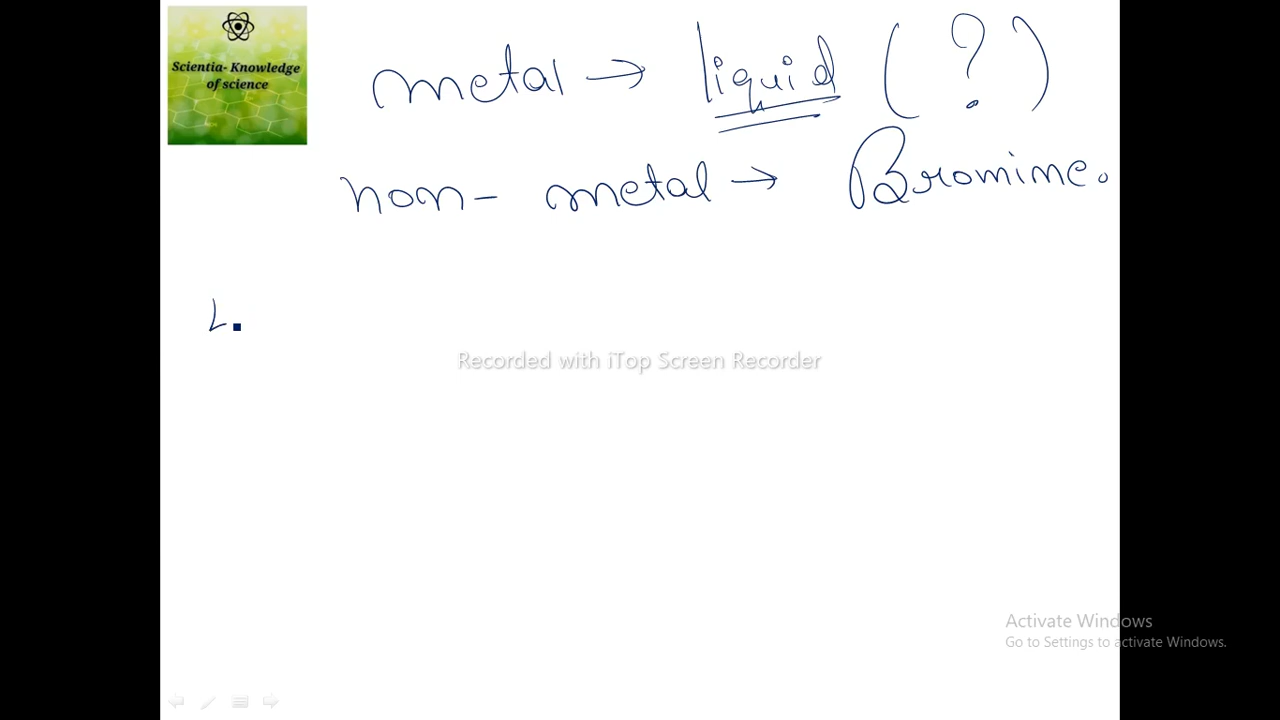 Scientia- Knowledge
of science
metal → liquid (?)
non- metal → Bromine.
Recorded with iTop Screen Recorder
Activate Windows
Go to Settings to activate Windows.